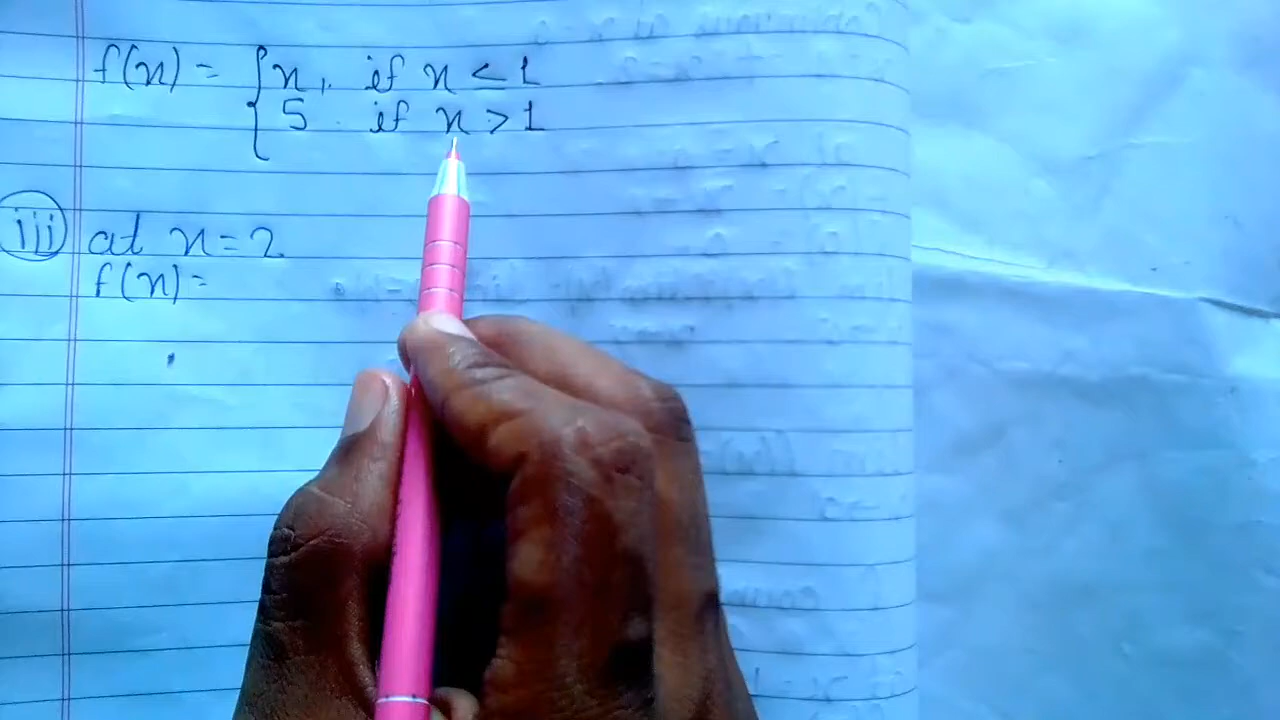 f(x) = { x, if x < 1
5 if x > 1
iii at x = 2
f(x) =